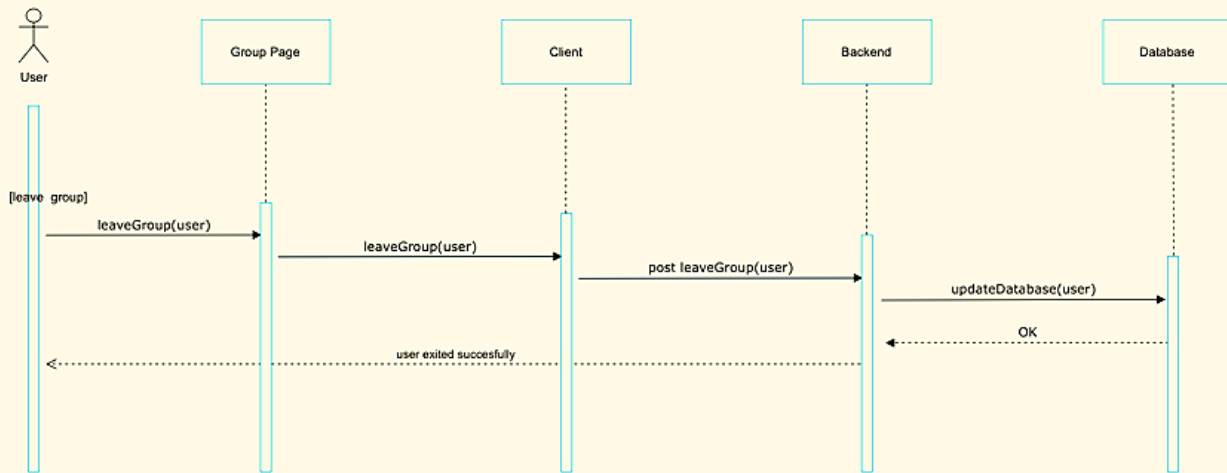 User
Group Page
Client
Backend
Database
[leave group]
leaveGroup(user)
leaveGroup(user)
post leaveGroup(user)
updateDatabase(user)
OK
user exited succesfully